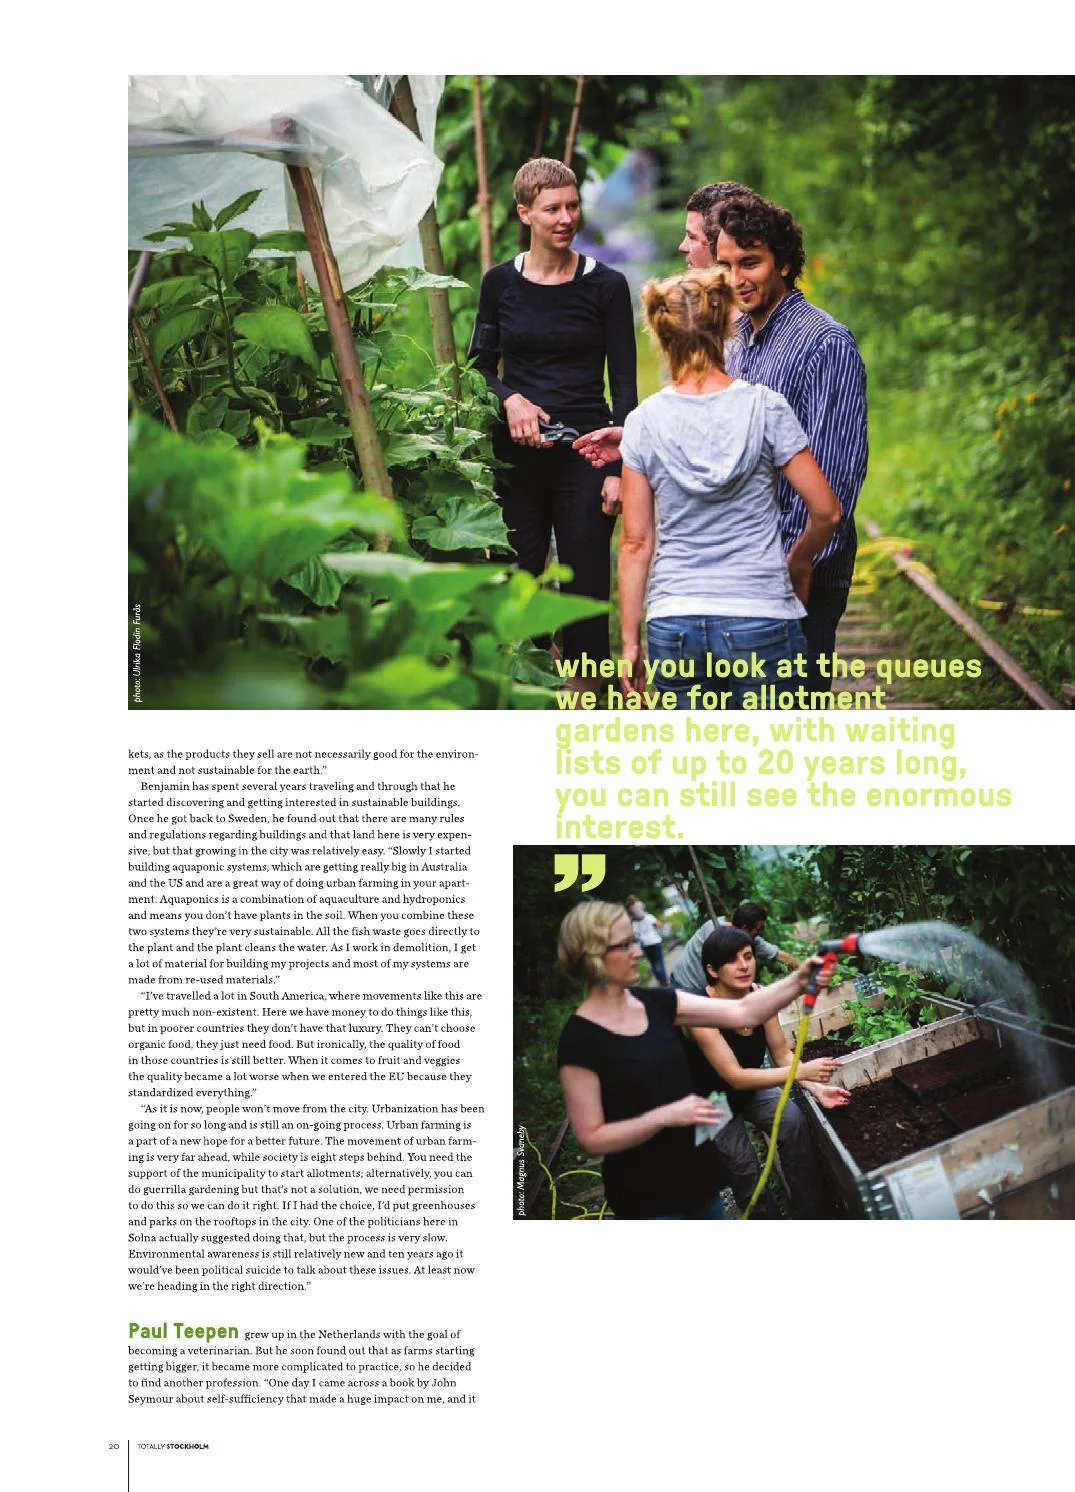 photo: Ulrika Flodin Furås
when you look at the queues
we have for allotment
gardens here, with waiting
lists of up to 20 years long,
you can still see the enormous
interest.
”
kets, as the products they sell are not necessarily good for the environ-
ment and not sustainable for the earth.”
Benjamin has spent several years traveling and through that he
started discovering and getting interested in sustainable buildings.
Once he got back to Sweden, he found out that there are many rules
and regulations regarding buildings and that land here is very expen-
sive, but that growing in the city was relatively easy. “Slowly I started
building aquaponic systems, which are getting really big in Australia
and the US and are a great way of doing urban farming in your apart-
ment. Aquaponics is a combination of aquaculture and hydroponics
and means you don’t have plants in the soil. When you combine these
two systems they’re very sustainable. All the fish waste goes directly to
the plant and the plant cleans the water. As I work in demolition, I get
a lot of material for building my projects and most of my systems are
made from re-used materials.”
“I’ve travelled a lot in South America, where movements like this are
pretty much non-existent. Here we have money to do things like this,
but in poorer countries they don’t have that luxury. They can’t choose
organic food, they just need food. But ironically, the quality of food
in those countries is still better. When it comes to fruit and veggies
the quality became a lot worse when we entered the EU because they
standardized everything.”
“As it is now, people won’t move from the city. Urbanization has been
going on for so long and is still an on-going process. Urban farming is
a part of a new hope for a better future. The movement of urban farm-
ing is very far ahead, while society is eight steps behind. You need the
support of the municipality to start allotments; alternatively, you can
do guerrilla gardening but that’s not a solution, we need permission
to do this so we can do it right. If I had the choice, I’d put greenhouses
and parks on the rooftops in the city. One of the politicians here in
Solna actually suggested doing that, but the process is very slow.
Environmental awareness is still relatively new and ten years ago it
would’ve been political suicide to talk about these issues. At least now
we’re heading in the right direction.”
Paul Teepen grew up in the Netherlands with the goal of
becoming a veterinarian. But he soon found out that as farms starting
getting bigger, it became more complicated to practice, so he decided
to find another profession. “One day I came across a book by John
Seymour about self-sufficiency that made a huge impact on me, and it
photo: Magnus Svaneby
20 TOTALLY STOCKHOLM